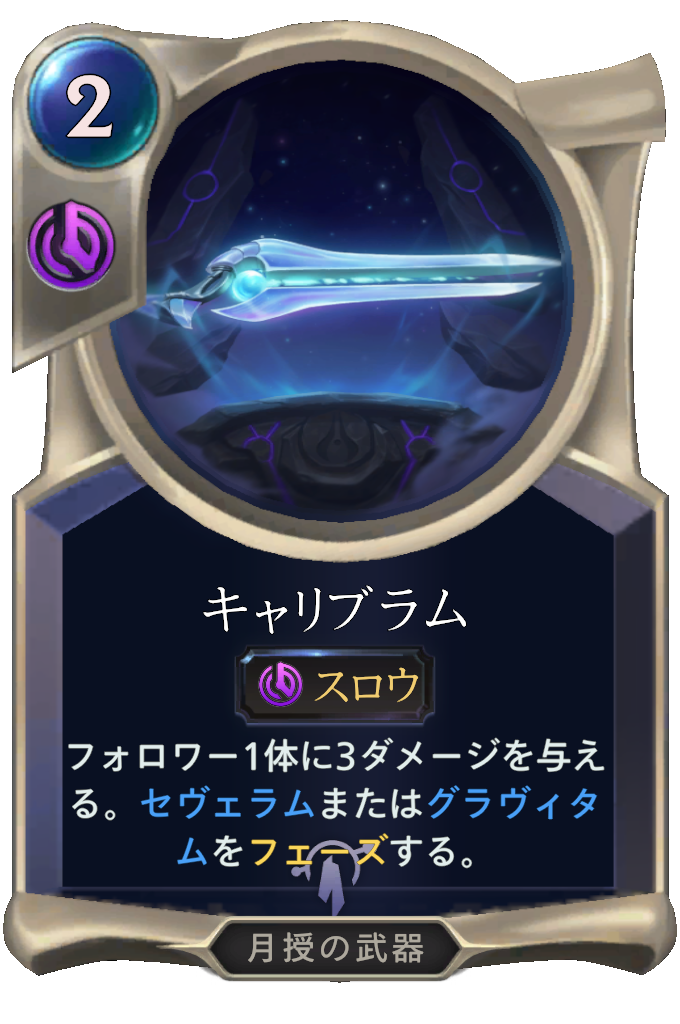 2
キャリブラム
スロウ
フォロワー1体に3ダメージを与え
る。セヴェラムまたはグラヴィタ
ムをフェーズする。
月授の武器